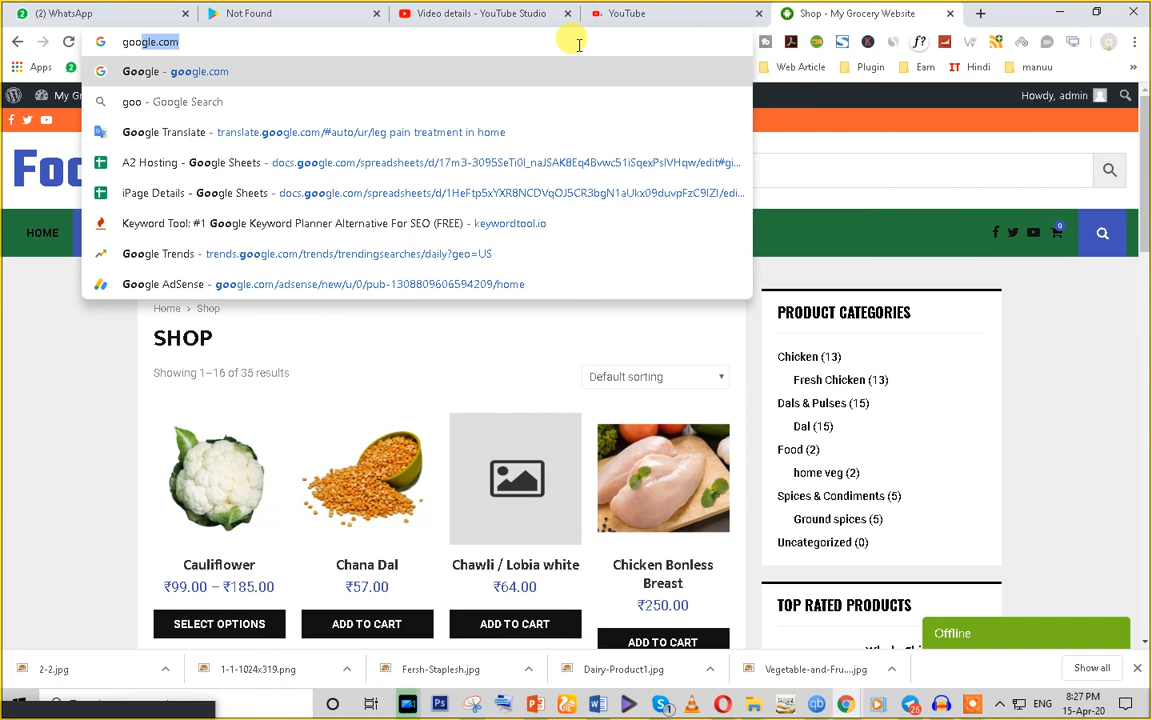 (2) WhatsApp
Not Found
Video details - YouTube Studio
YouTube
Shop - My Grocery Website
google.com
Google - google.com
goo - Google Search
Google Translate - translate.google.com/#auto/ur/leg pain treatment in home
A2 Hosting - Google Sheets - docs.google.com/spreadsheets/d/17m3-3095SeTi0l_naJSAK8Eq4Bvwc51iSqexPsIVHqw/edit#gi...
iPage Details - Google Sheets - docs.google.com/spreadsheets/d/1HeFtp5xYXR8NCDVqOJ5CR3bgN1aUkx09duvpFzC9IZI/edi...
Keyword Tool: #1 Google Keyword Planner Alternative For SEO (FREE) - keywordtool.io
Google Trends - trends.google.com/trends/trendingsearches/daily?geo=US
Google AdSense - google.com/adsense/new/u/0/pub-1308809606594209/home
Apps
Web Article
Plugin
Earn
IT Hindi
manuu
My G
Howdy, admin
Foo
HOME
0
Home › Shop
SHOP
Showing 1–16 of 35 results
Default sorting
Cauliflower
₹99.00 – ₹185.00
SELECT OPTIONS
Chana Dal
₹57.00
ADD TO CART
Chawli / Lobia white
₹64.00
ADD TO CART
Chicken Bonless
Breast
₹250.00
ADD TO CART
PRODUCT CATEGORIES
Chicken (13)
Fresh Chicken (13)
Dals & Pulses (15)
Dal (15)
Food (2)
home veg (2)
Spices & Condiments (5)
Ground spices (5)
Uncategorized (0)
TOP RATED PRODUCTS
Offline
2-2.jpg
1-1-1024x319.png
Fersh-Staplesh.jpg
Dairy-Product1.jpg
Vegetable-and-Fru....jpg
Show all
26
ENG
8:27 PM
15-Apr-20